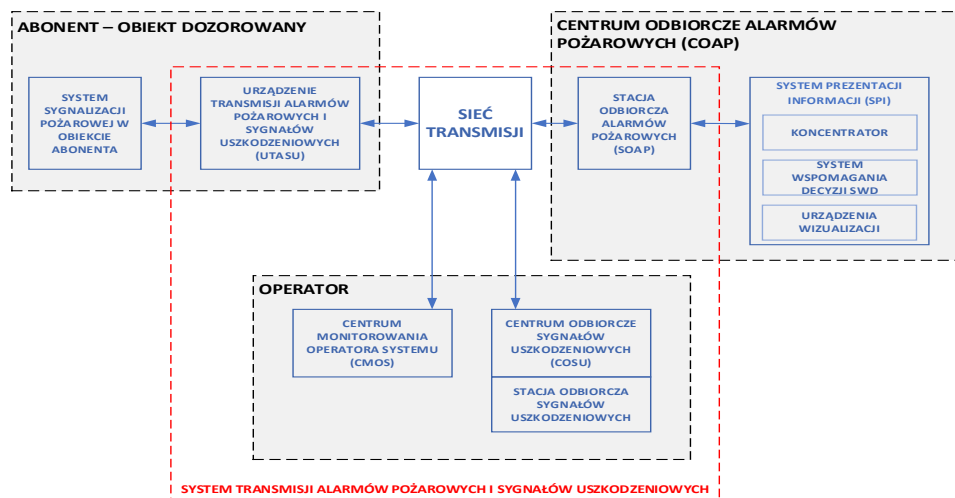 ABONENT – OBIEKT DOZOROWANY
SYSTEM
SYGNALIZACJI
POŻAROWEJ W
OBIEKCIE
ABONENTA
URZĄDZENIE
TRANSMISJI ALARMÓW
POŻAROWYCH I
SYGNAŁÓW
USZKODZENIOWYCH
(UTASU)
SIEĆ
TRANSMISJI
CENTRUM ODBIORCZE ALARMÓW
POŻAROWYCH (COAP)
STACJA
ODBIORCZA
ALARMÓW
POŻAROWYCH
(SOAP)
SYSTEM PREZENTACJI
INFORMACJI (SPI)
KONCENTRATOR
SYSTEM
WSPOMAGANIA
DECYZJI SWD
URZĄDZENIA
WIZUALIZACJI
OPERATOR
CENTRUM
MONITOROWANIA
OPERATORA SYSTEMU
(CMOS)
CENTRUM ODBIORCZE
SYGNAŁÓW
USZKODZENIOWYCH
(COSU)
STACJA ODBIORCZA
SYGNAŁÓW
USZKODZENIOWYCH
SYSTEM TRANSMISJI ALARMÓW POŻAROWYCH I SYGNAŁÓW USZKODZENIOWYCH